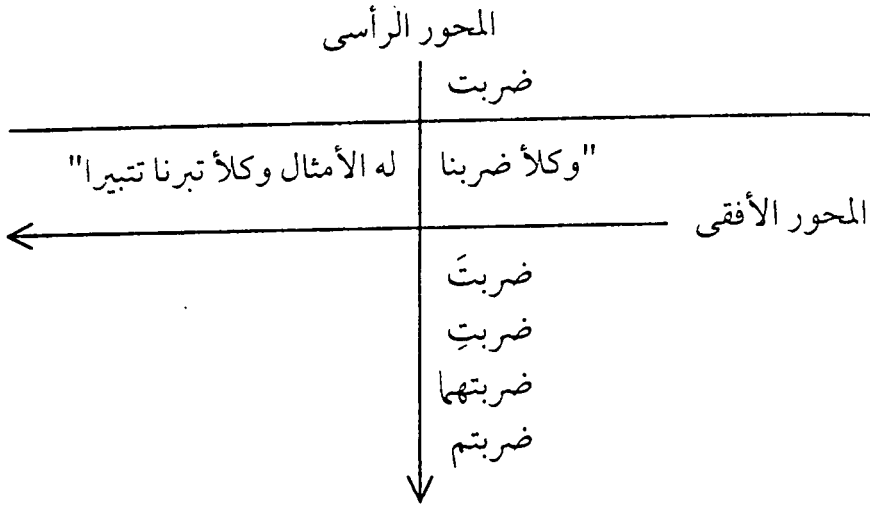 المحور الرأسى
ضربت
"وكلأ ضربنا له الأمثال وكلأ تبرنا تتبيرا"
المحور الأفقى
ضربتَ
ضربتِ
ضربتهما
ضربتم